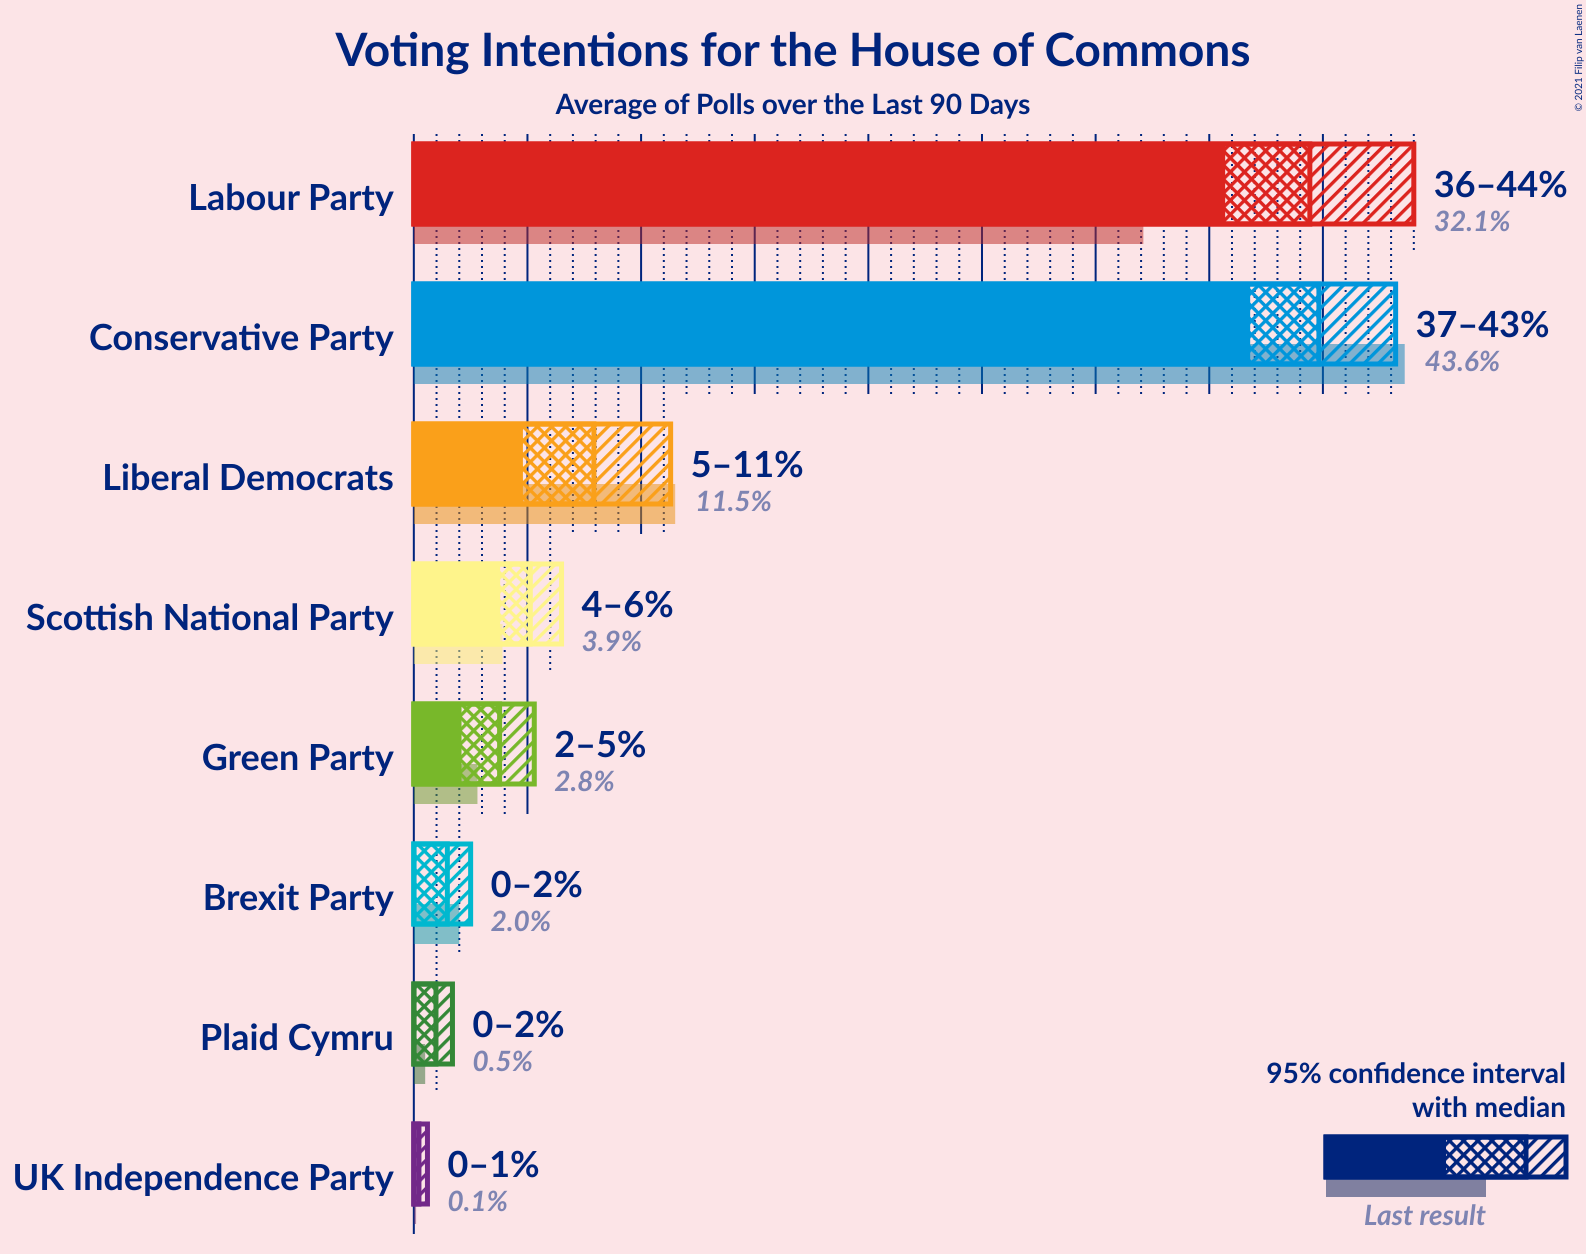 Voting Intentions for the House of Commons
Average of Polls over the Last 90 Days
© 2021 Filip van Laenen
Labour Party
36–44%
32.1%
Conservative Party
37–43%
43.6%
Liberal Democrats
5–11%
11.5%
Scottish National Party
4–6%
3.9%
Green Party
2–5%
2.8%
Brexit Party
0–2%
2.0%
Plaid Cymru
0–2%
0.5%
UK Independence Party
0–1%
0.1%
95% confidence interval
with median
Last result